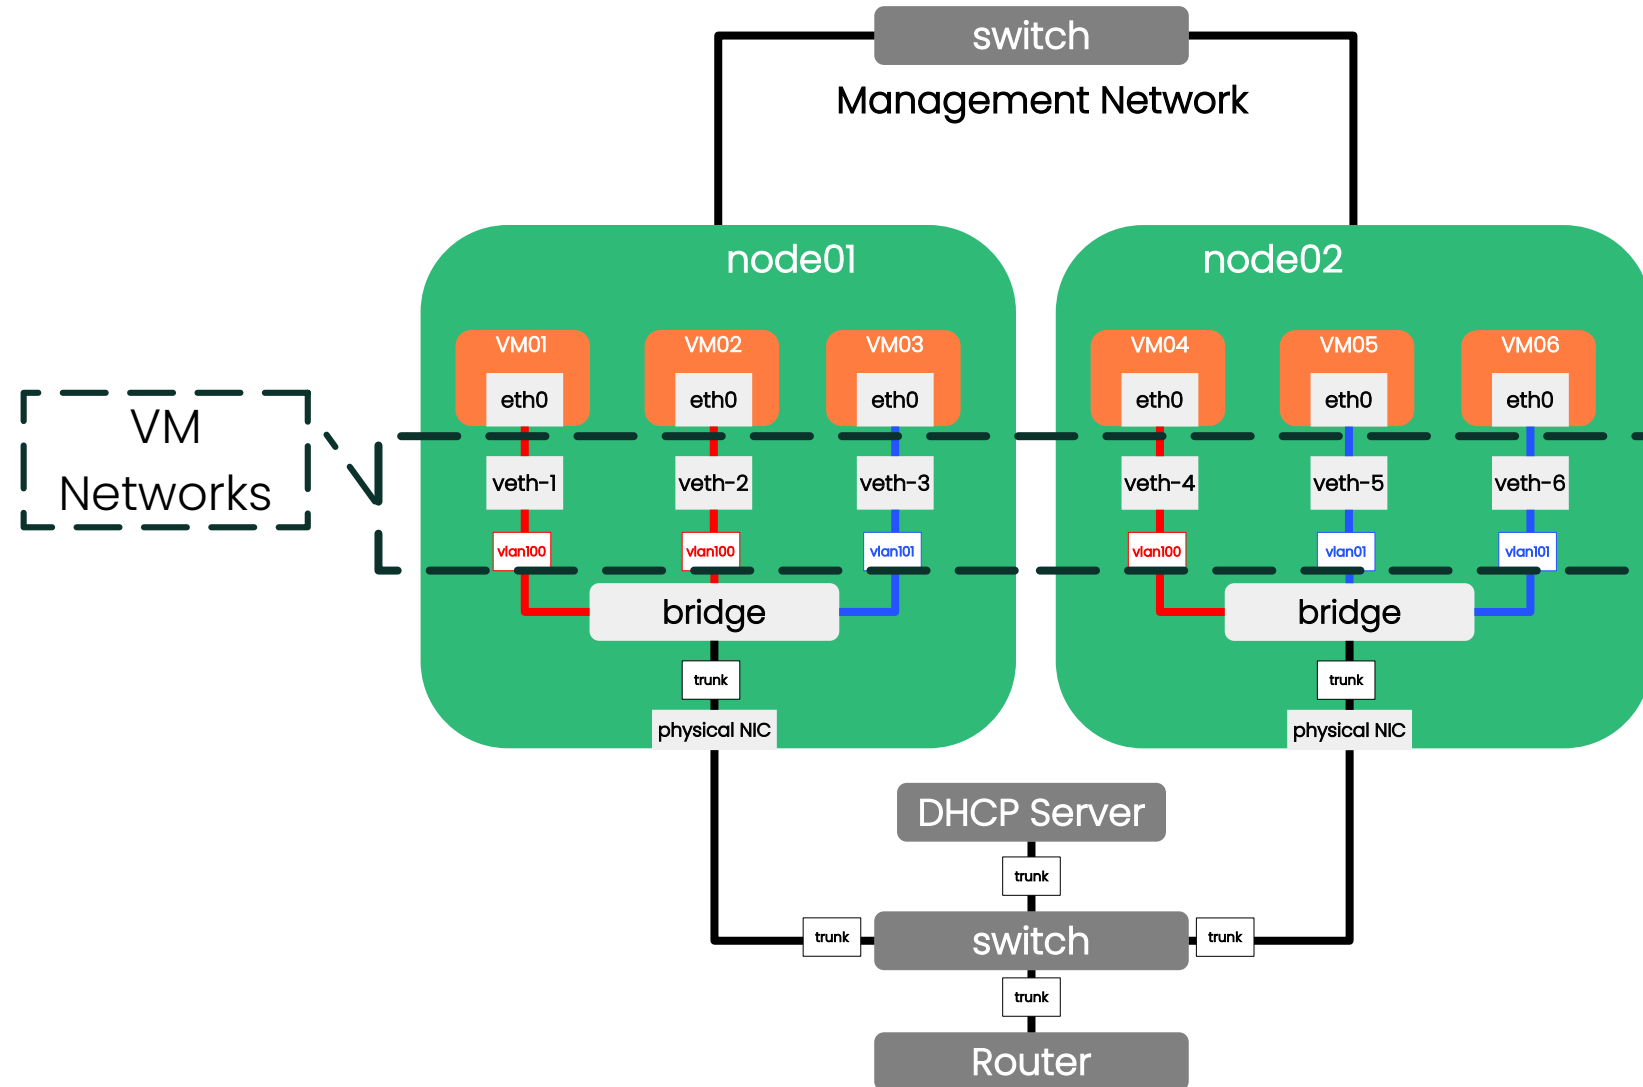 switch
Management Network
node01
node02
VM01
VM02
VM03
VM04
VM05
VM06
eth0
eth0
eth0
eth0
eth0
eth0
VM
Networks
veth-1
veth-2
veth-3
veth-4
veth-5
veth-6
vlan100
vlan100
vlan101
vlan100
vlan01
vlan101
bridge
bridge
trunk
trunk
physical NIC
physical NIC
DHCP Server
trunk
trunk
switch
trunk
trunk
Router